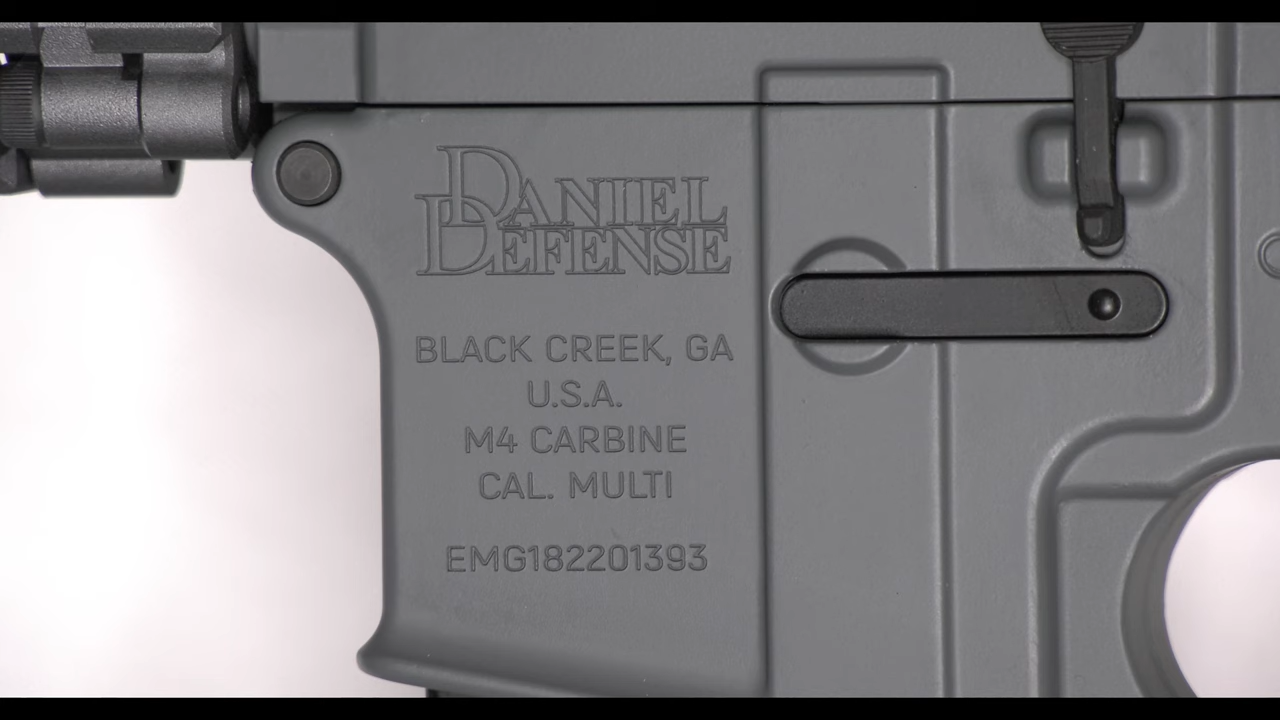 DANIEL
DEFENSE
BLACK CREEK, GA
U.S.A.
M4 CARBINE
CAL. MULTI
EMG182201393